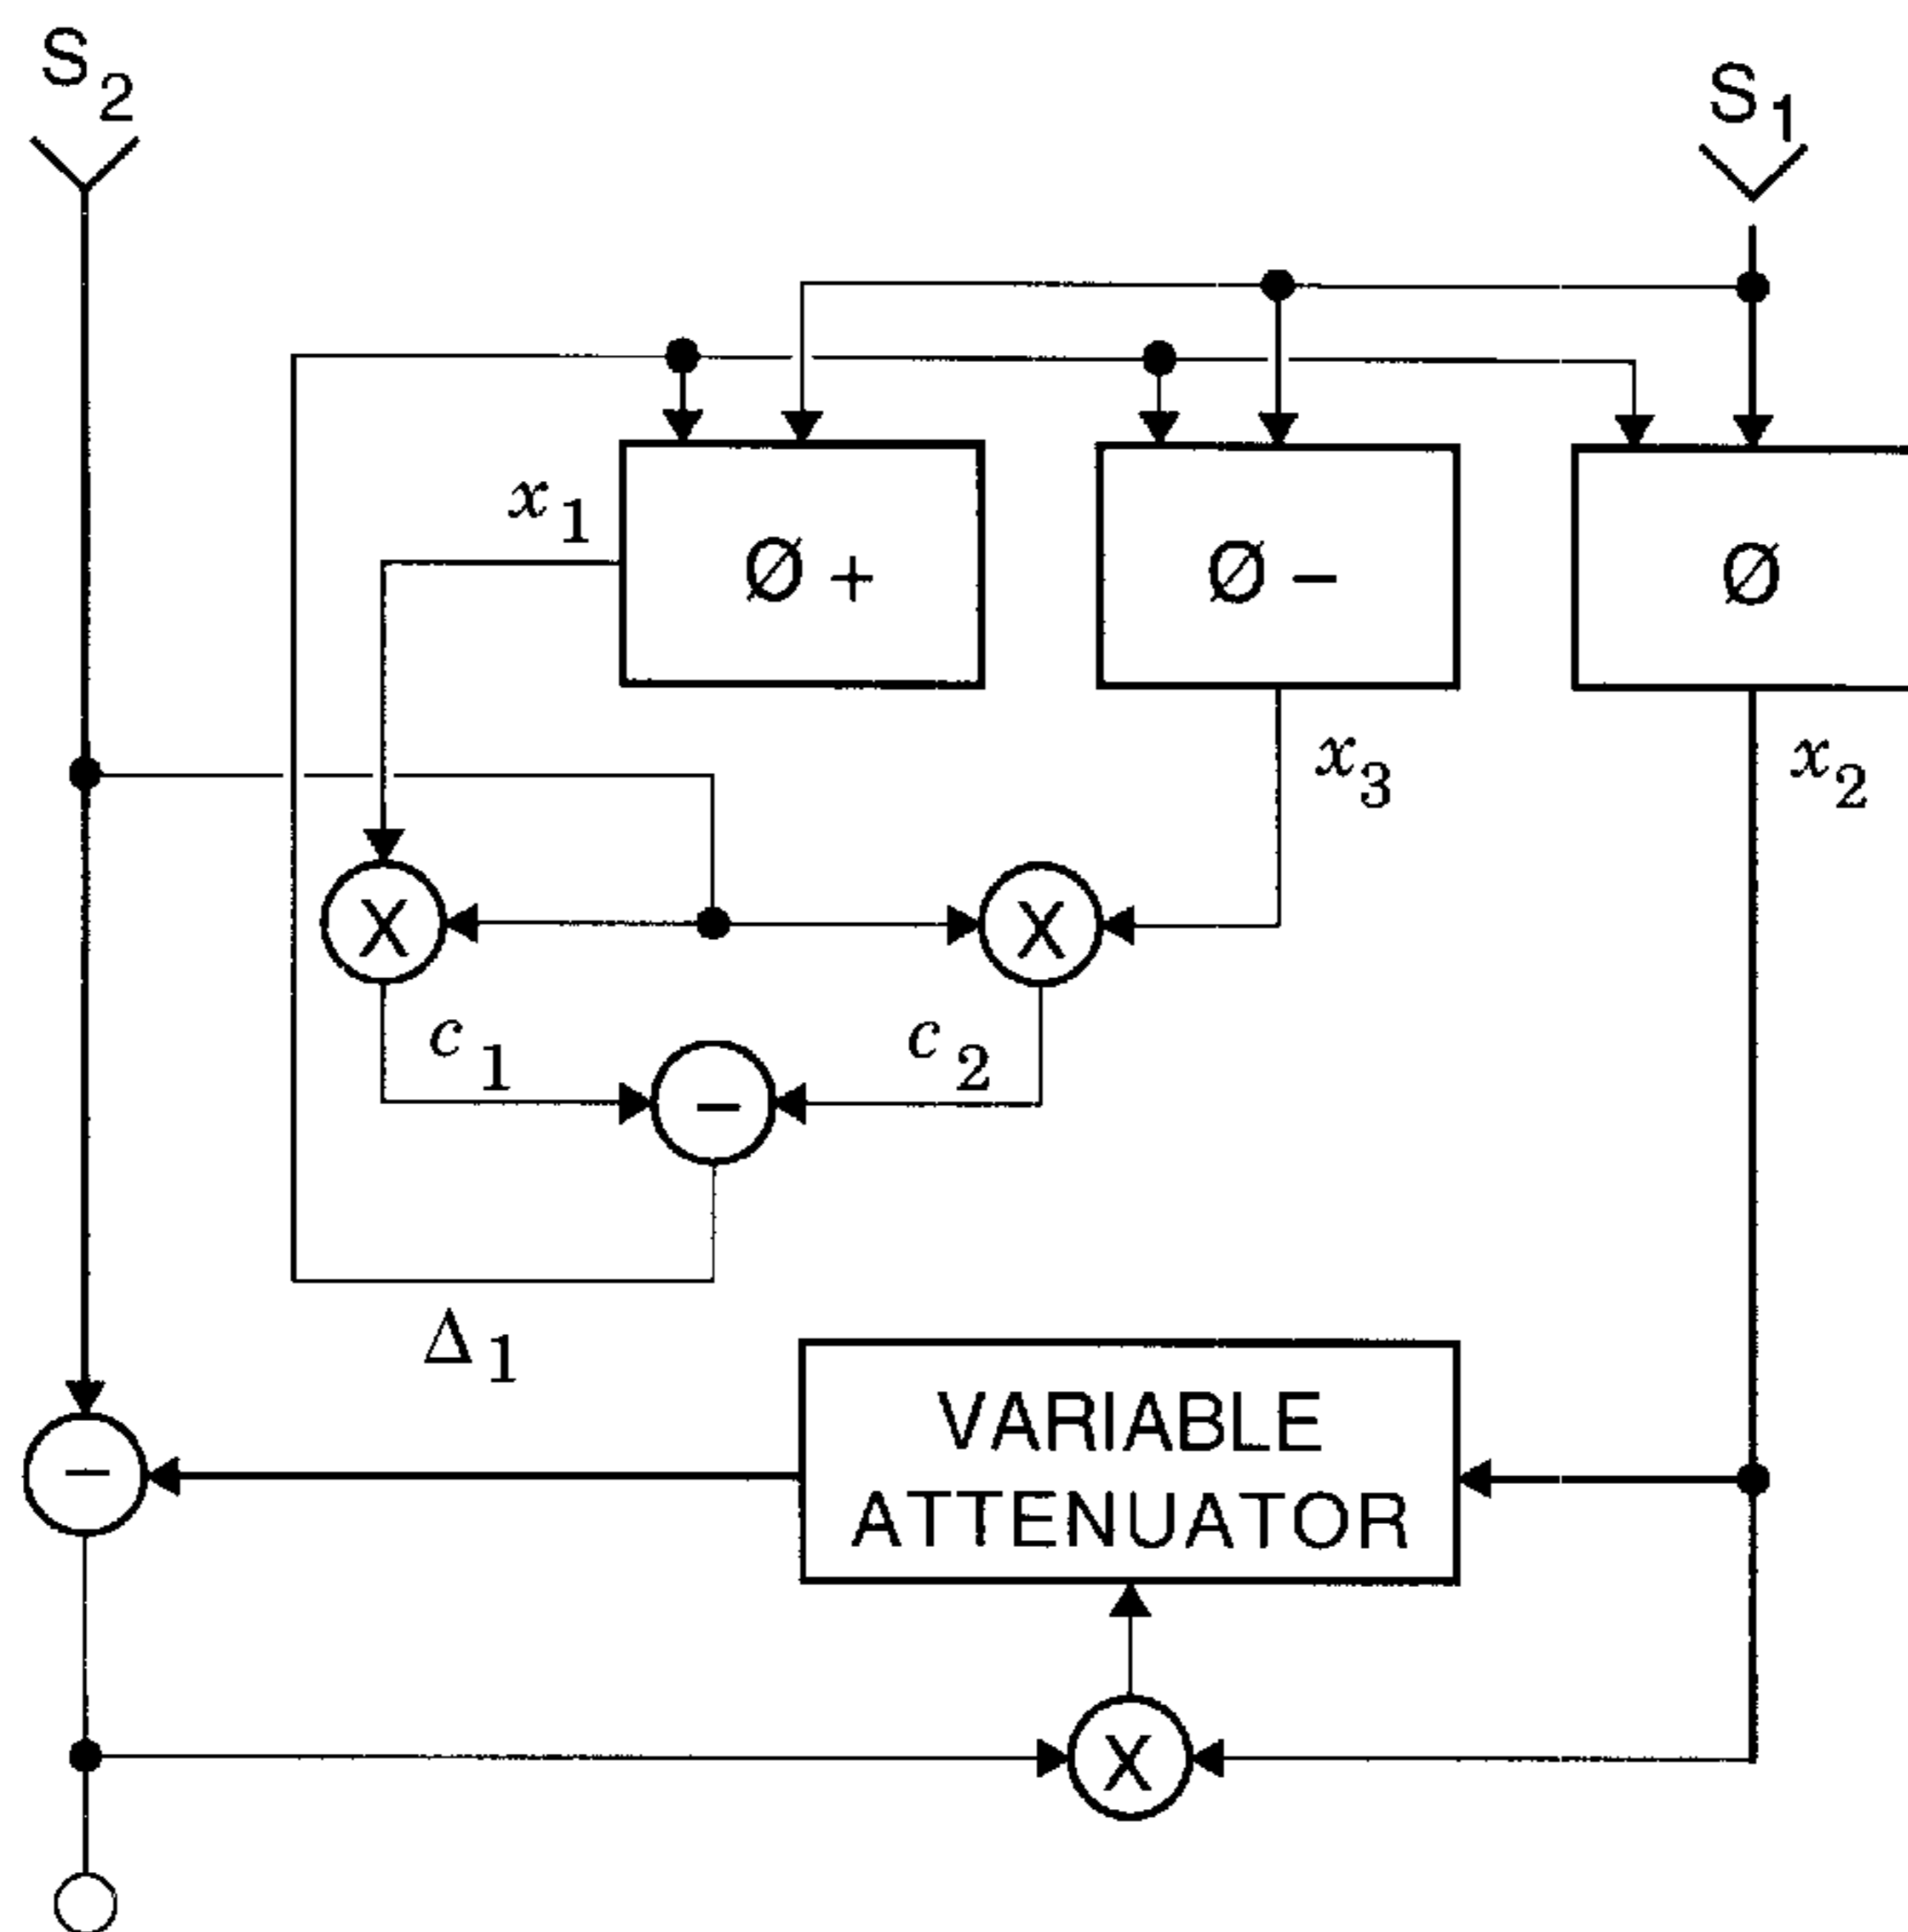 S2
S1
x1
Ø +
Ø −
Ø
x3
x2
X
X
c1
c2
−
Δ1
VARIABLE
ATTENUATOR
−
X